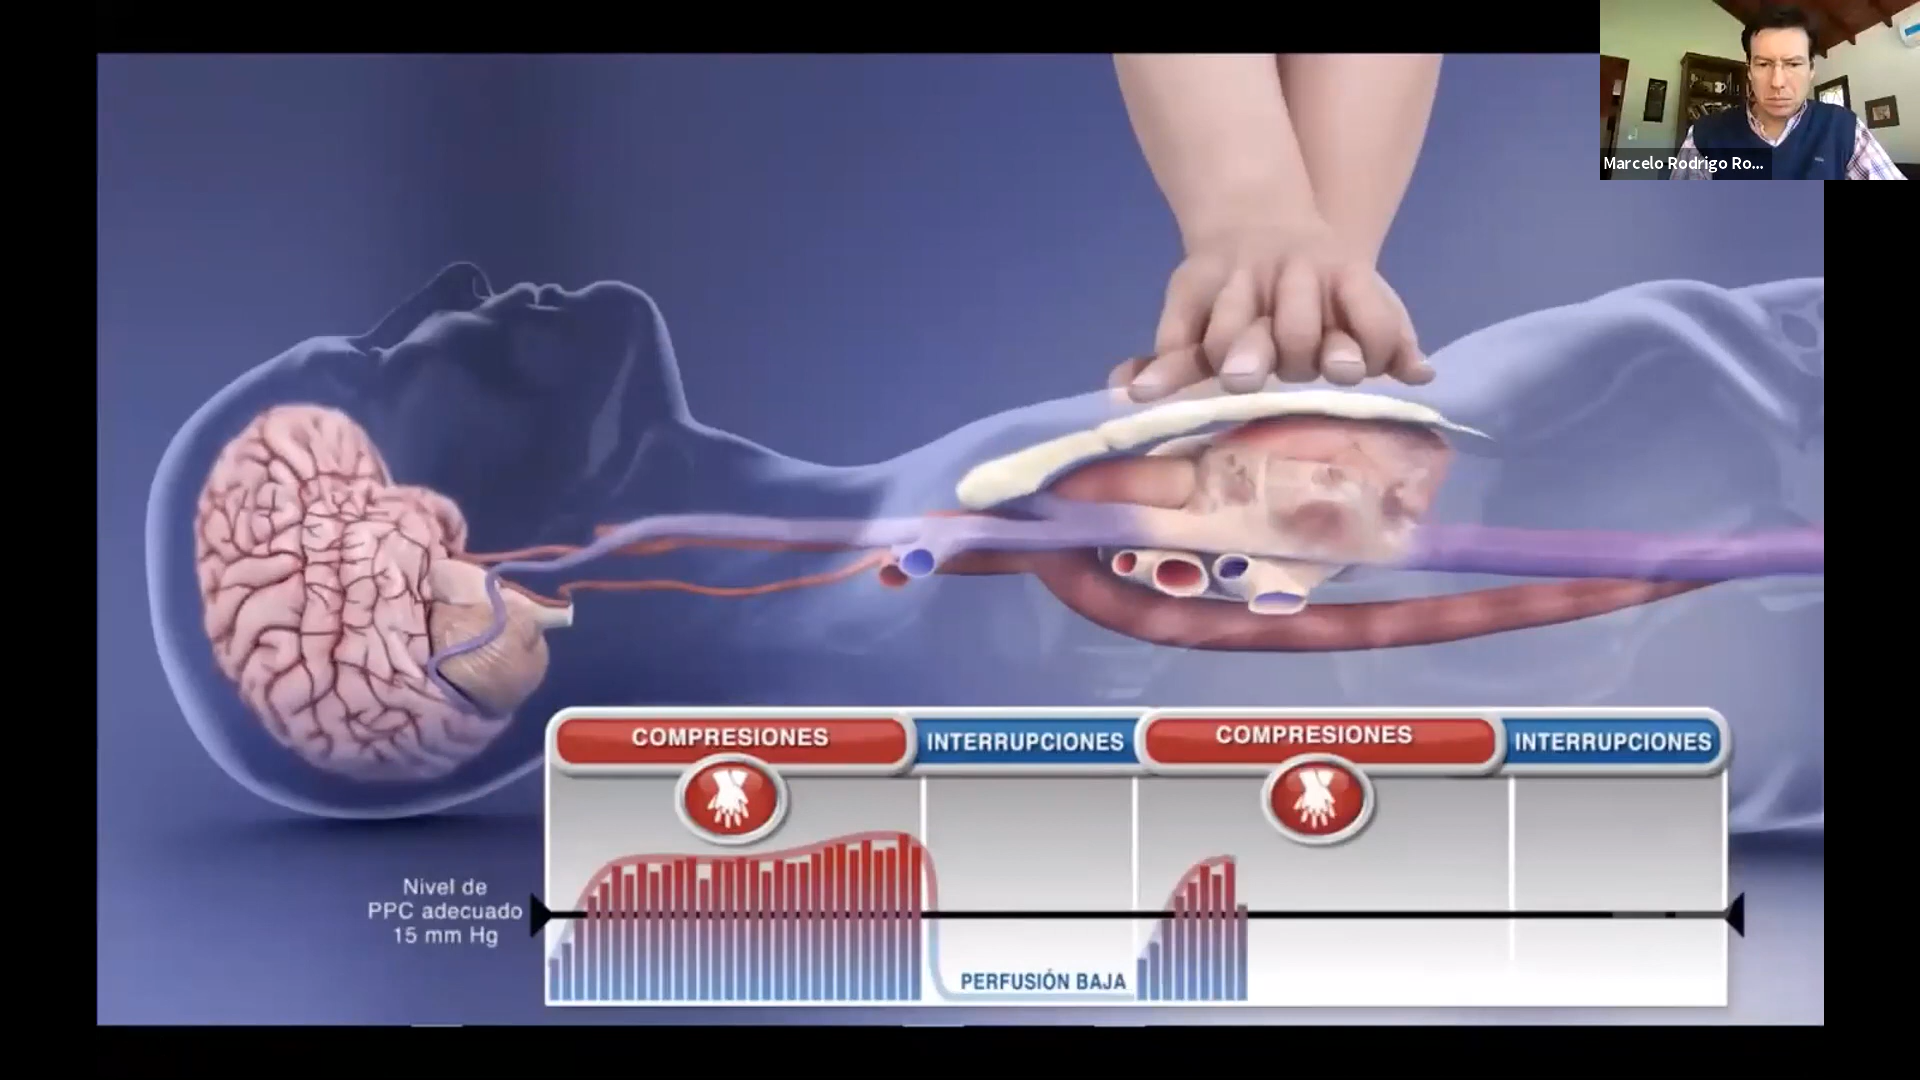 Marcelo Rodrigo Ro...
COMPRESIONES
INTERRUPCIONES
COMPRESIONES
INTERRUPCIONES
Nivel de
PPC adecuado
15 mm Hg
PERFUSIÓN BAJA